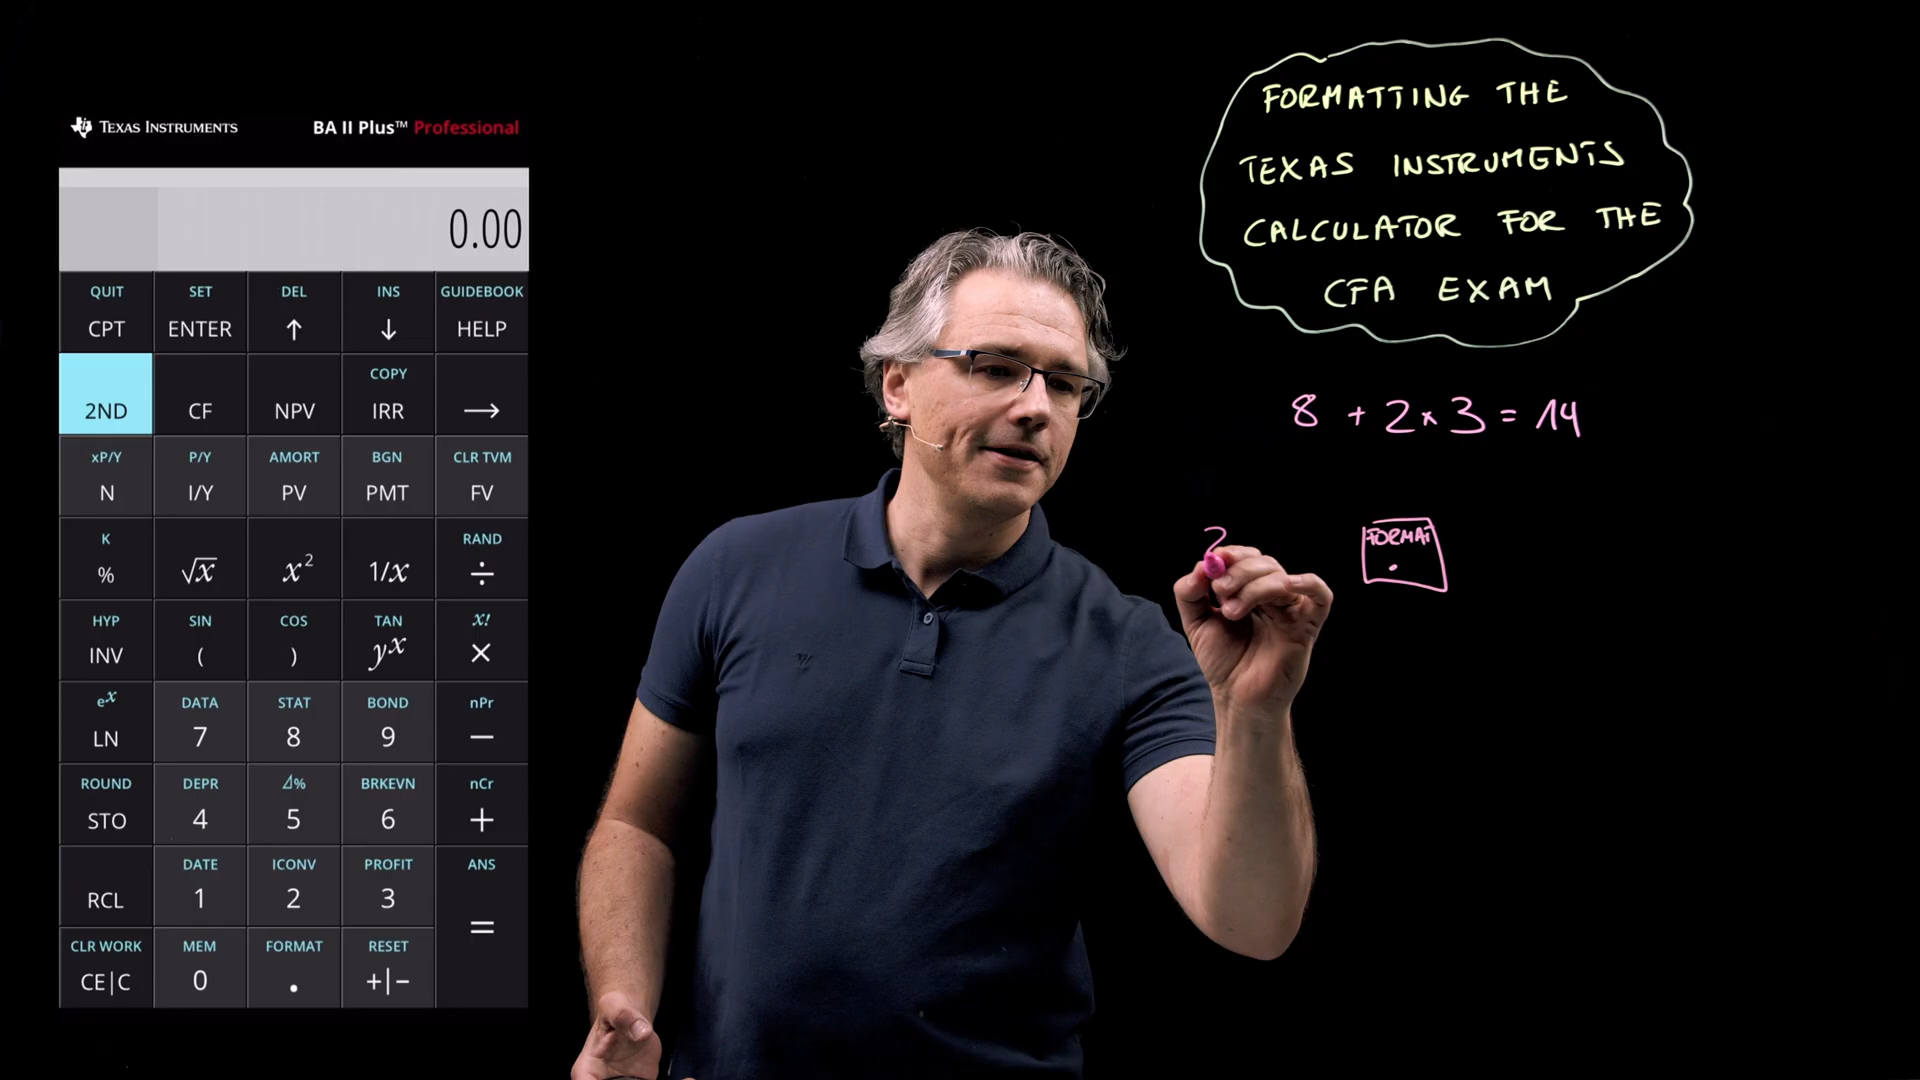 TEXAS INSTRUMENTS BA II Plus™ Professional
0.00
QUIT SET DEL INS GUIDEBOOK
CPT ENTER ↑ ↓ HELP
COPY
2ND CF NPV IRR →
xP/Y P/Y AMORT BGN CLR TVM
N I/Y PV PMT FV
K RAND
% √x x² 1/x ÷
HYP SIN COS TAN x!
INV ( ) yˣ ×
eˣ DATA STAT BOND nPr
LN 7 8 9 −
ROUND DEPR Δ% BRKEVN nCr
STO 4 5 6 +
DATE ICONV PROFIT ANS
RCL 1 2 3 =
CLR WORK MEM FORMAT RESET
CE|C 0 . +|−
FORMATTING THE
TEXAS INSTRUMENTS
CALCULATOR FOR THE
CFA EXAM
8 + 2 × 3 = 14
FORMAT
.